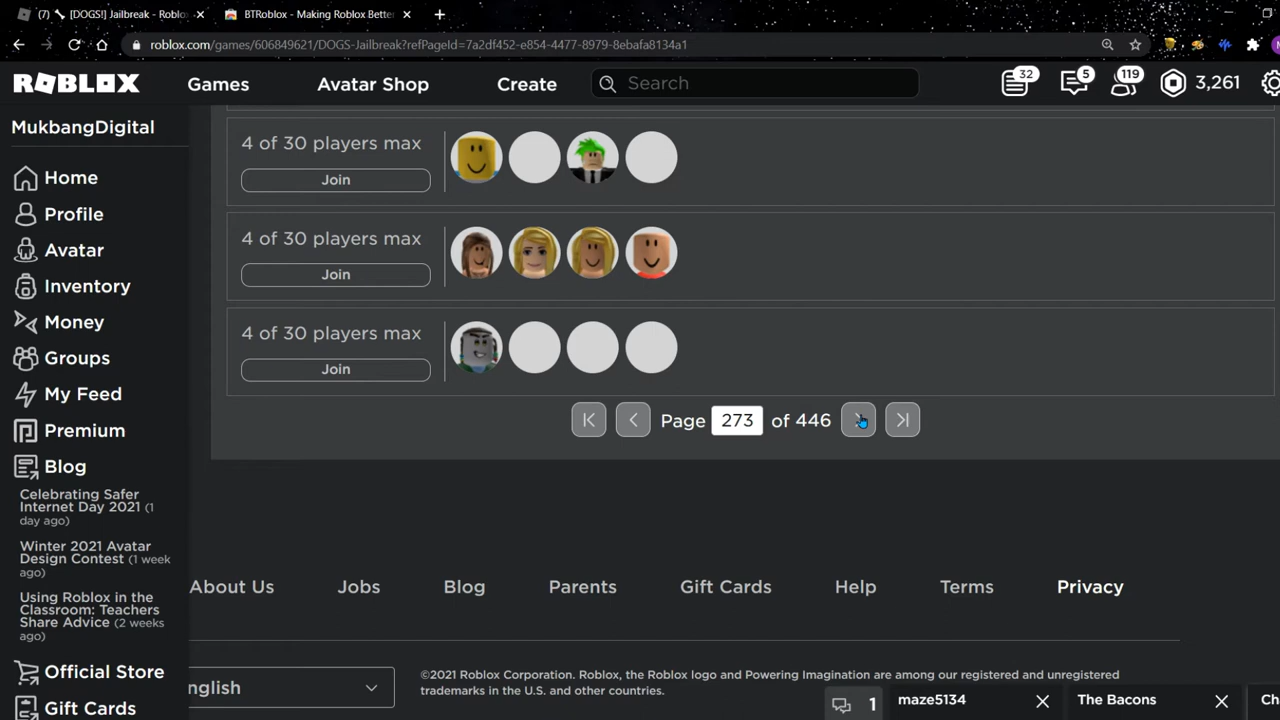 (7) [DOGS!] Jailbreak - Roblox
BTRoblox - Making Roblox Better
roblox.com/games/606849621/DOGS-Jailbreak?refPageId=7a2df452-e854-4477-8979-8ebafa8134a1
ROBLOX Games Avatar Shop Create Search 32 5 119 3,261
MukbangDigital
Home
Profile
Avatar
Inventory
Money
Groups
My Feed
Premium
Blog
Celebrating Safer
Internet Day 2021 (1
day ago)
Winter 2021 Avatar
Design Contest (1 week
ago)
Using Roblox in the
Classroom: Teachers
Share Advice (2 weeks
ago)
Official Store
Gift Cards
4 of 30 players max
Join
4 of 30 players max
Join
4 of 30 players max
Join
Page 273 of 446
About Us Jobs Blog Parents Gift Cards Help Terms Privacy
nglish
©2021 Roblox Corporation. Roblox, the Roblox logo and Powering Imagination are among our registered and unregistered
trademarks in the U.S. and other countries.
1 maze5134 The Bacons Ch